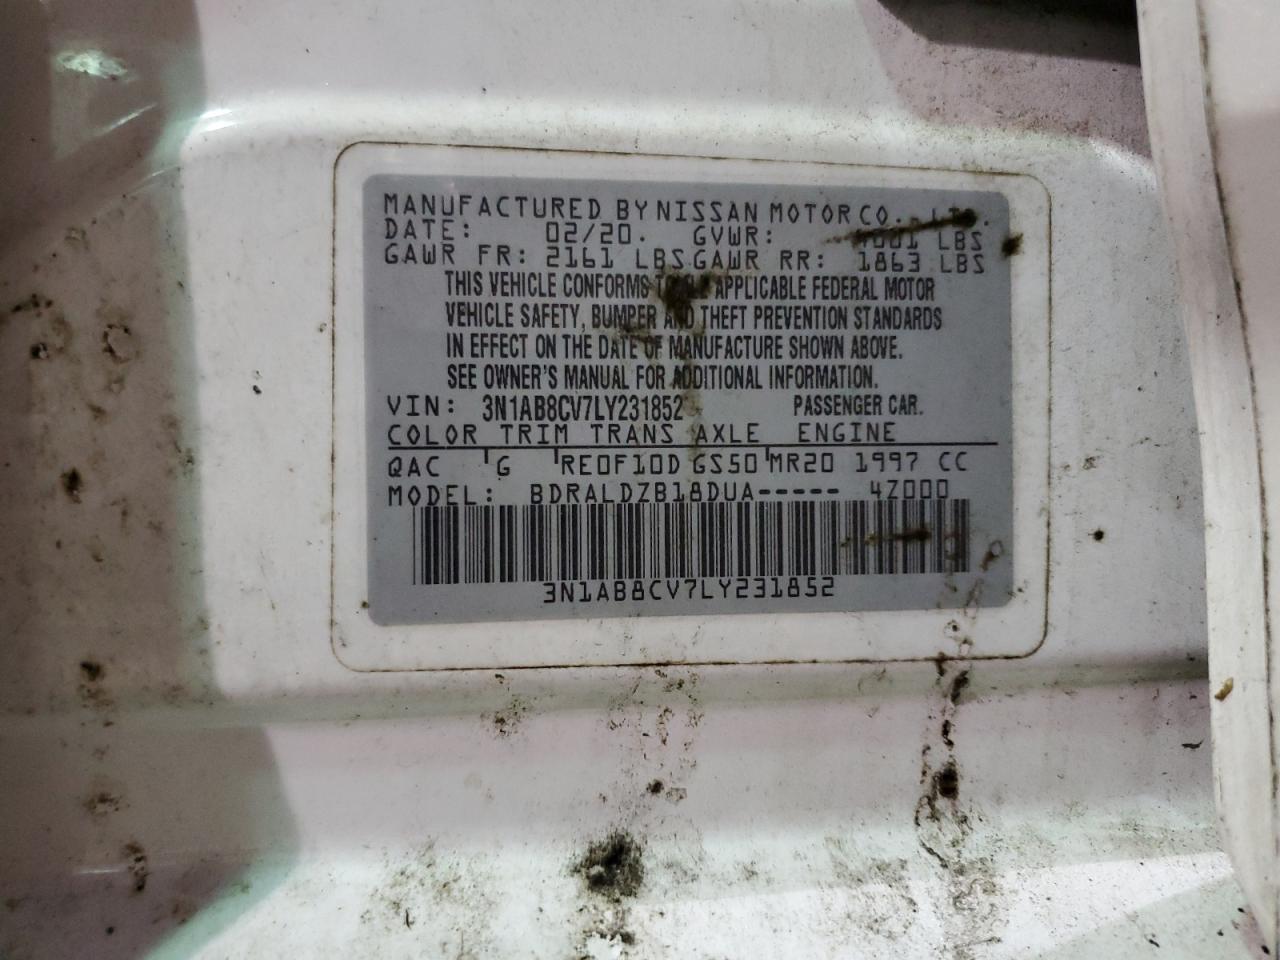 MANUFACTURED BY NISSAN MOTOR CO.,
DATE: 02/20. GVWR: LBS
GAWR FR: 2161 LBS GAWR RR: 1863 LBS
THIS VEHICLE CONFORMS TO ALL APPLICABLE FEDERAL MOTOR
VEHICLE SAFETY, BUMPER AND THEFT PREVENTION STANDARDS
IN EFFECT ON THE DATE OF MANUFACTURE SHOWN ABOVE.
SEE OWNER'S MANUAL FOR ADDITIONAL INFORMATION.
VIN: 3N1AB8CV7LY231852 PASSENGER CAR.
COLOR TRIM TRANS AXLE ENGINE
QAC G RE0F10D GS50 MR20 1997 CC
MODEL: BDRALDZB18DUA------ 4Z000
3N1AB8CV7LY231852